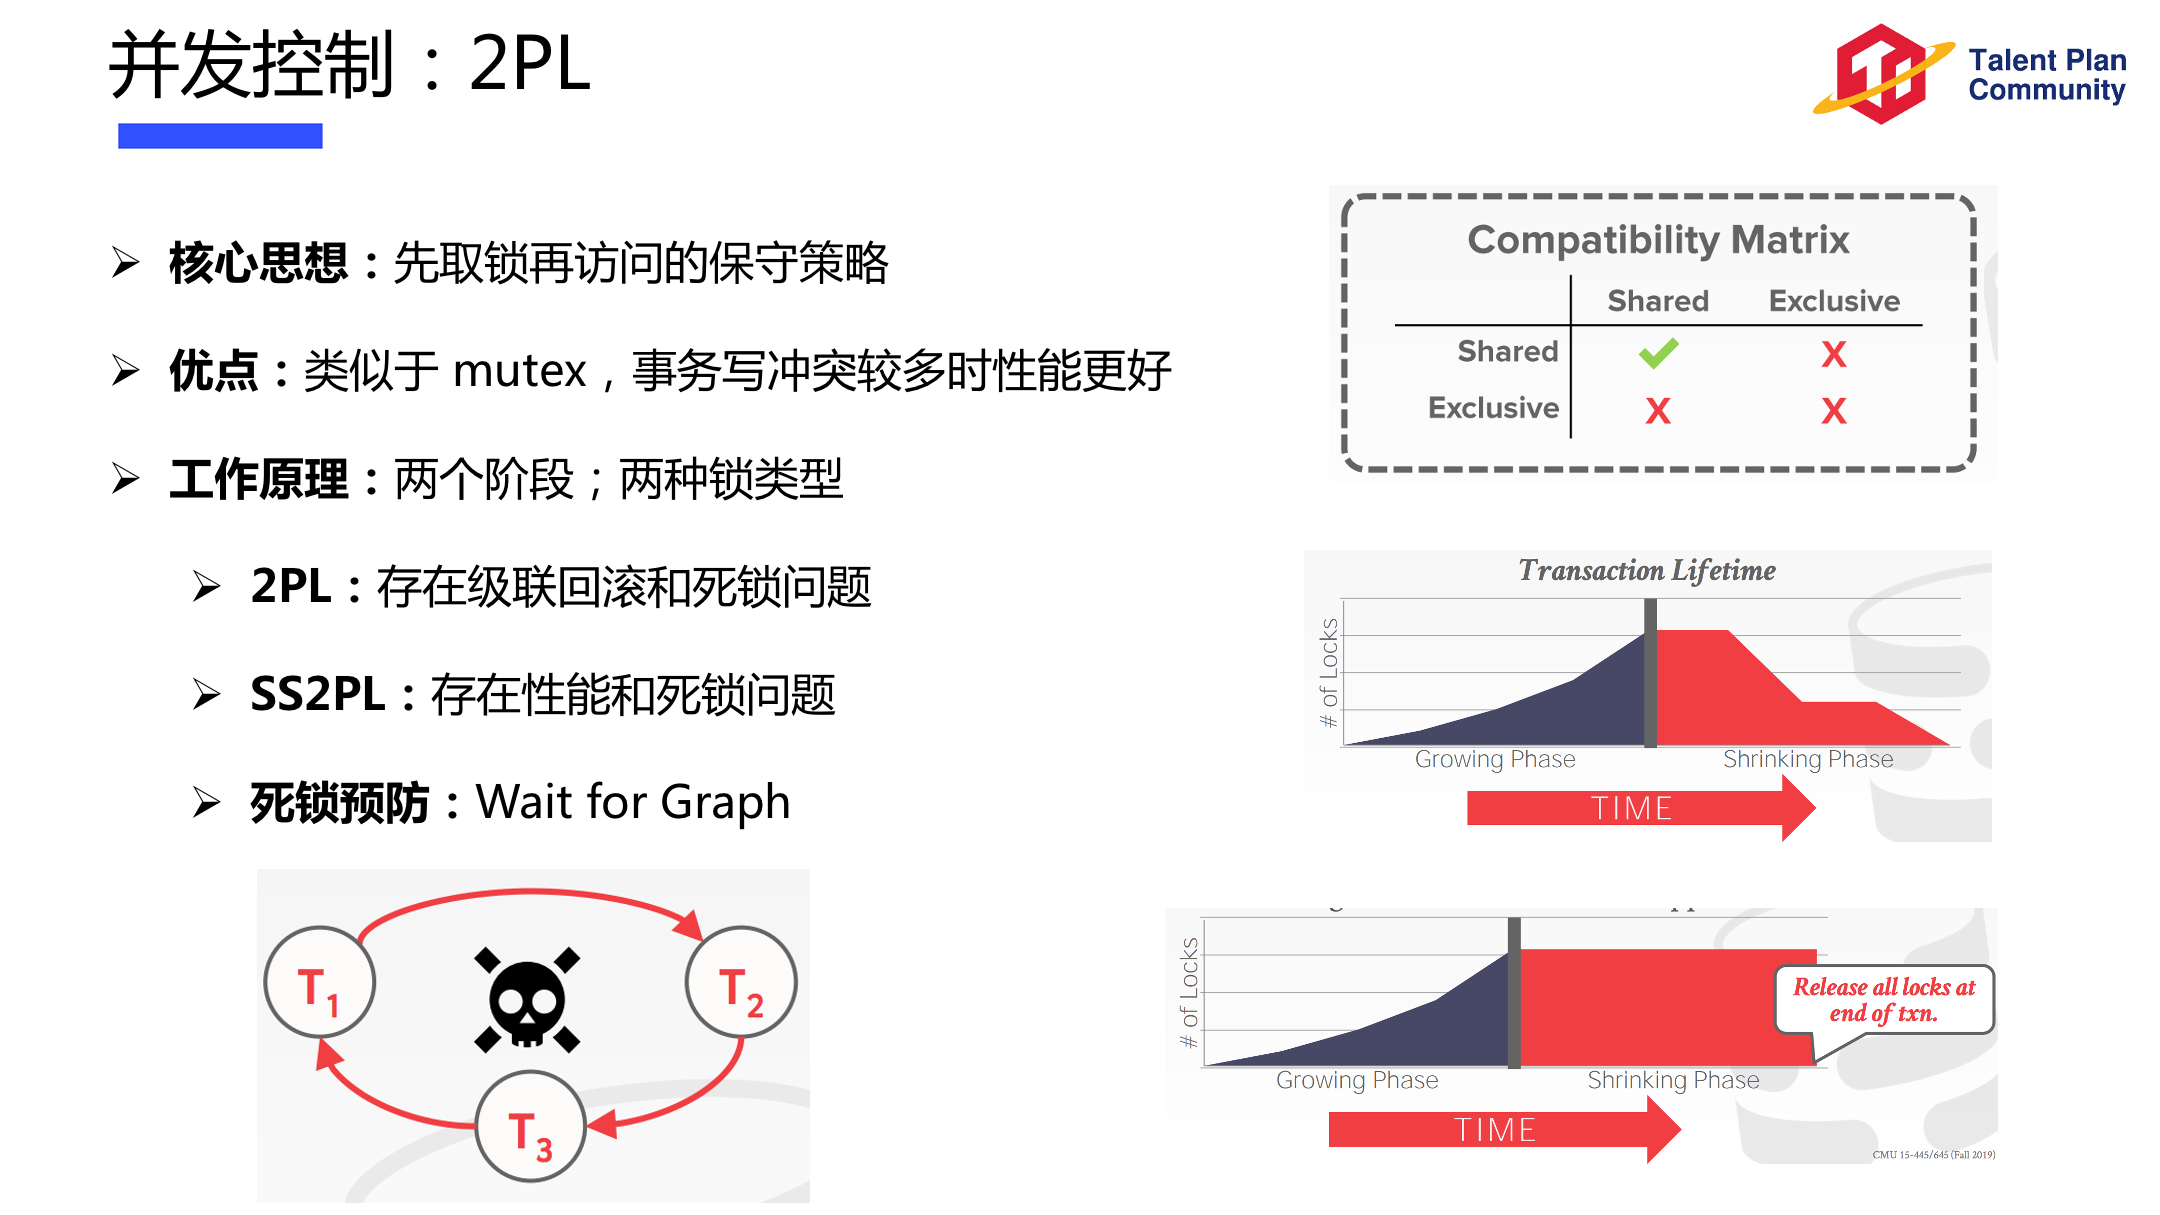 并发控制：2PL
Talent Plan
Community
核心思想：先取锁再访问的保守策略
优点：类似于 mutex，事务写冲突较多时性能更好
工作原理：两个阶段；两种锁类型
2PL：存在级联回滚和死锁问题
SS2PL：存在性能和死锁问题
死锁预防：Wait for Graph
T1
T2
T3
Compatibility Matrix
Shared Exclusive
Shared ✓ X
Exclusive X X
Transaction Lifetime
# of Locks
Growing Phase Shrinking Phase
TIME
# of Locks
Release all locks at
end of txn.
Growing Phase Shrinking Phase
TIME
CMU 15-445/645 (Fall 2019)